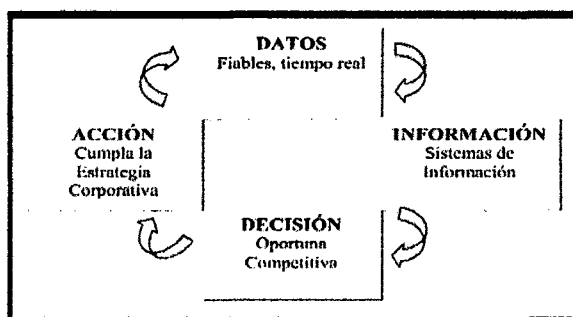 DATOS
Fiables, tiempo real
ACCIÓN
Cumpla la
Estrategia
Corporativa
INFORMACIÓN
Sistemas de
Información
DECISIÓN
Oportuna
Competitiva